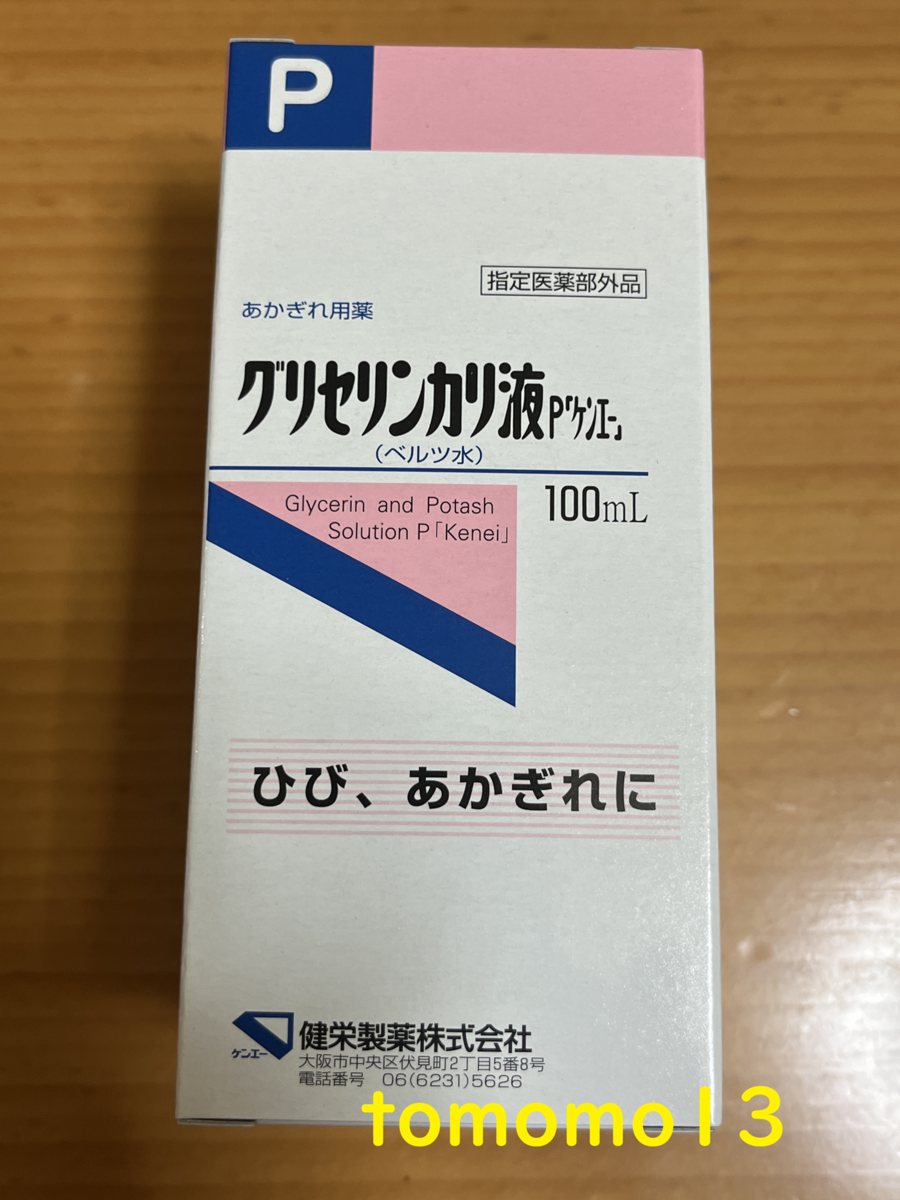 P
指定医薬部外品
あかぎれ用薬
グリセリンカリ液P「ケンエー」
(ベルツ水)
Glycerin and Potash
Solution P「Kenei」
100mL
ひび、あかぎれに
ケンエー
健栄製薬株式会社
大阪市中央区伏見町2丁目5番8号
電話番号 06(6231)5626
tomomo13